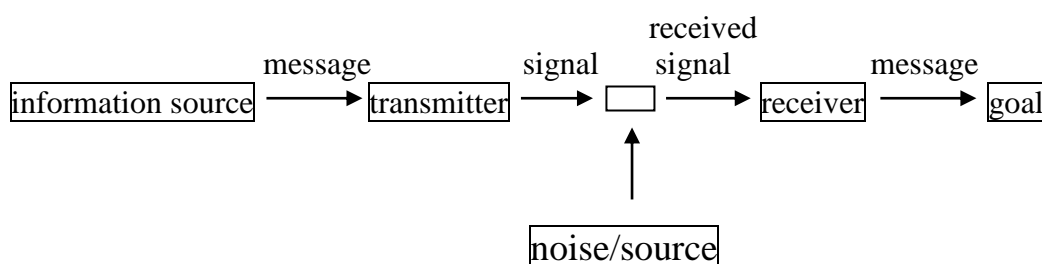 received
message signal signal message
information source transmitter receiver goal
noise/source